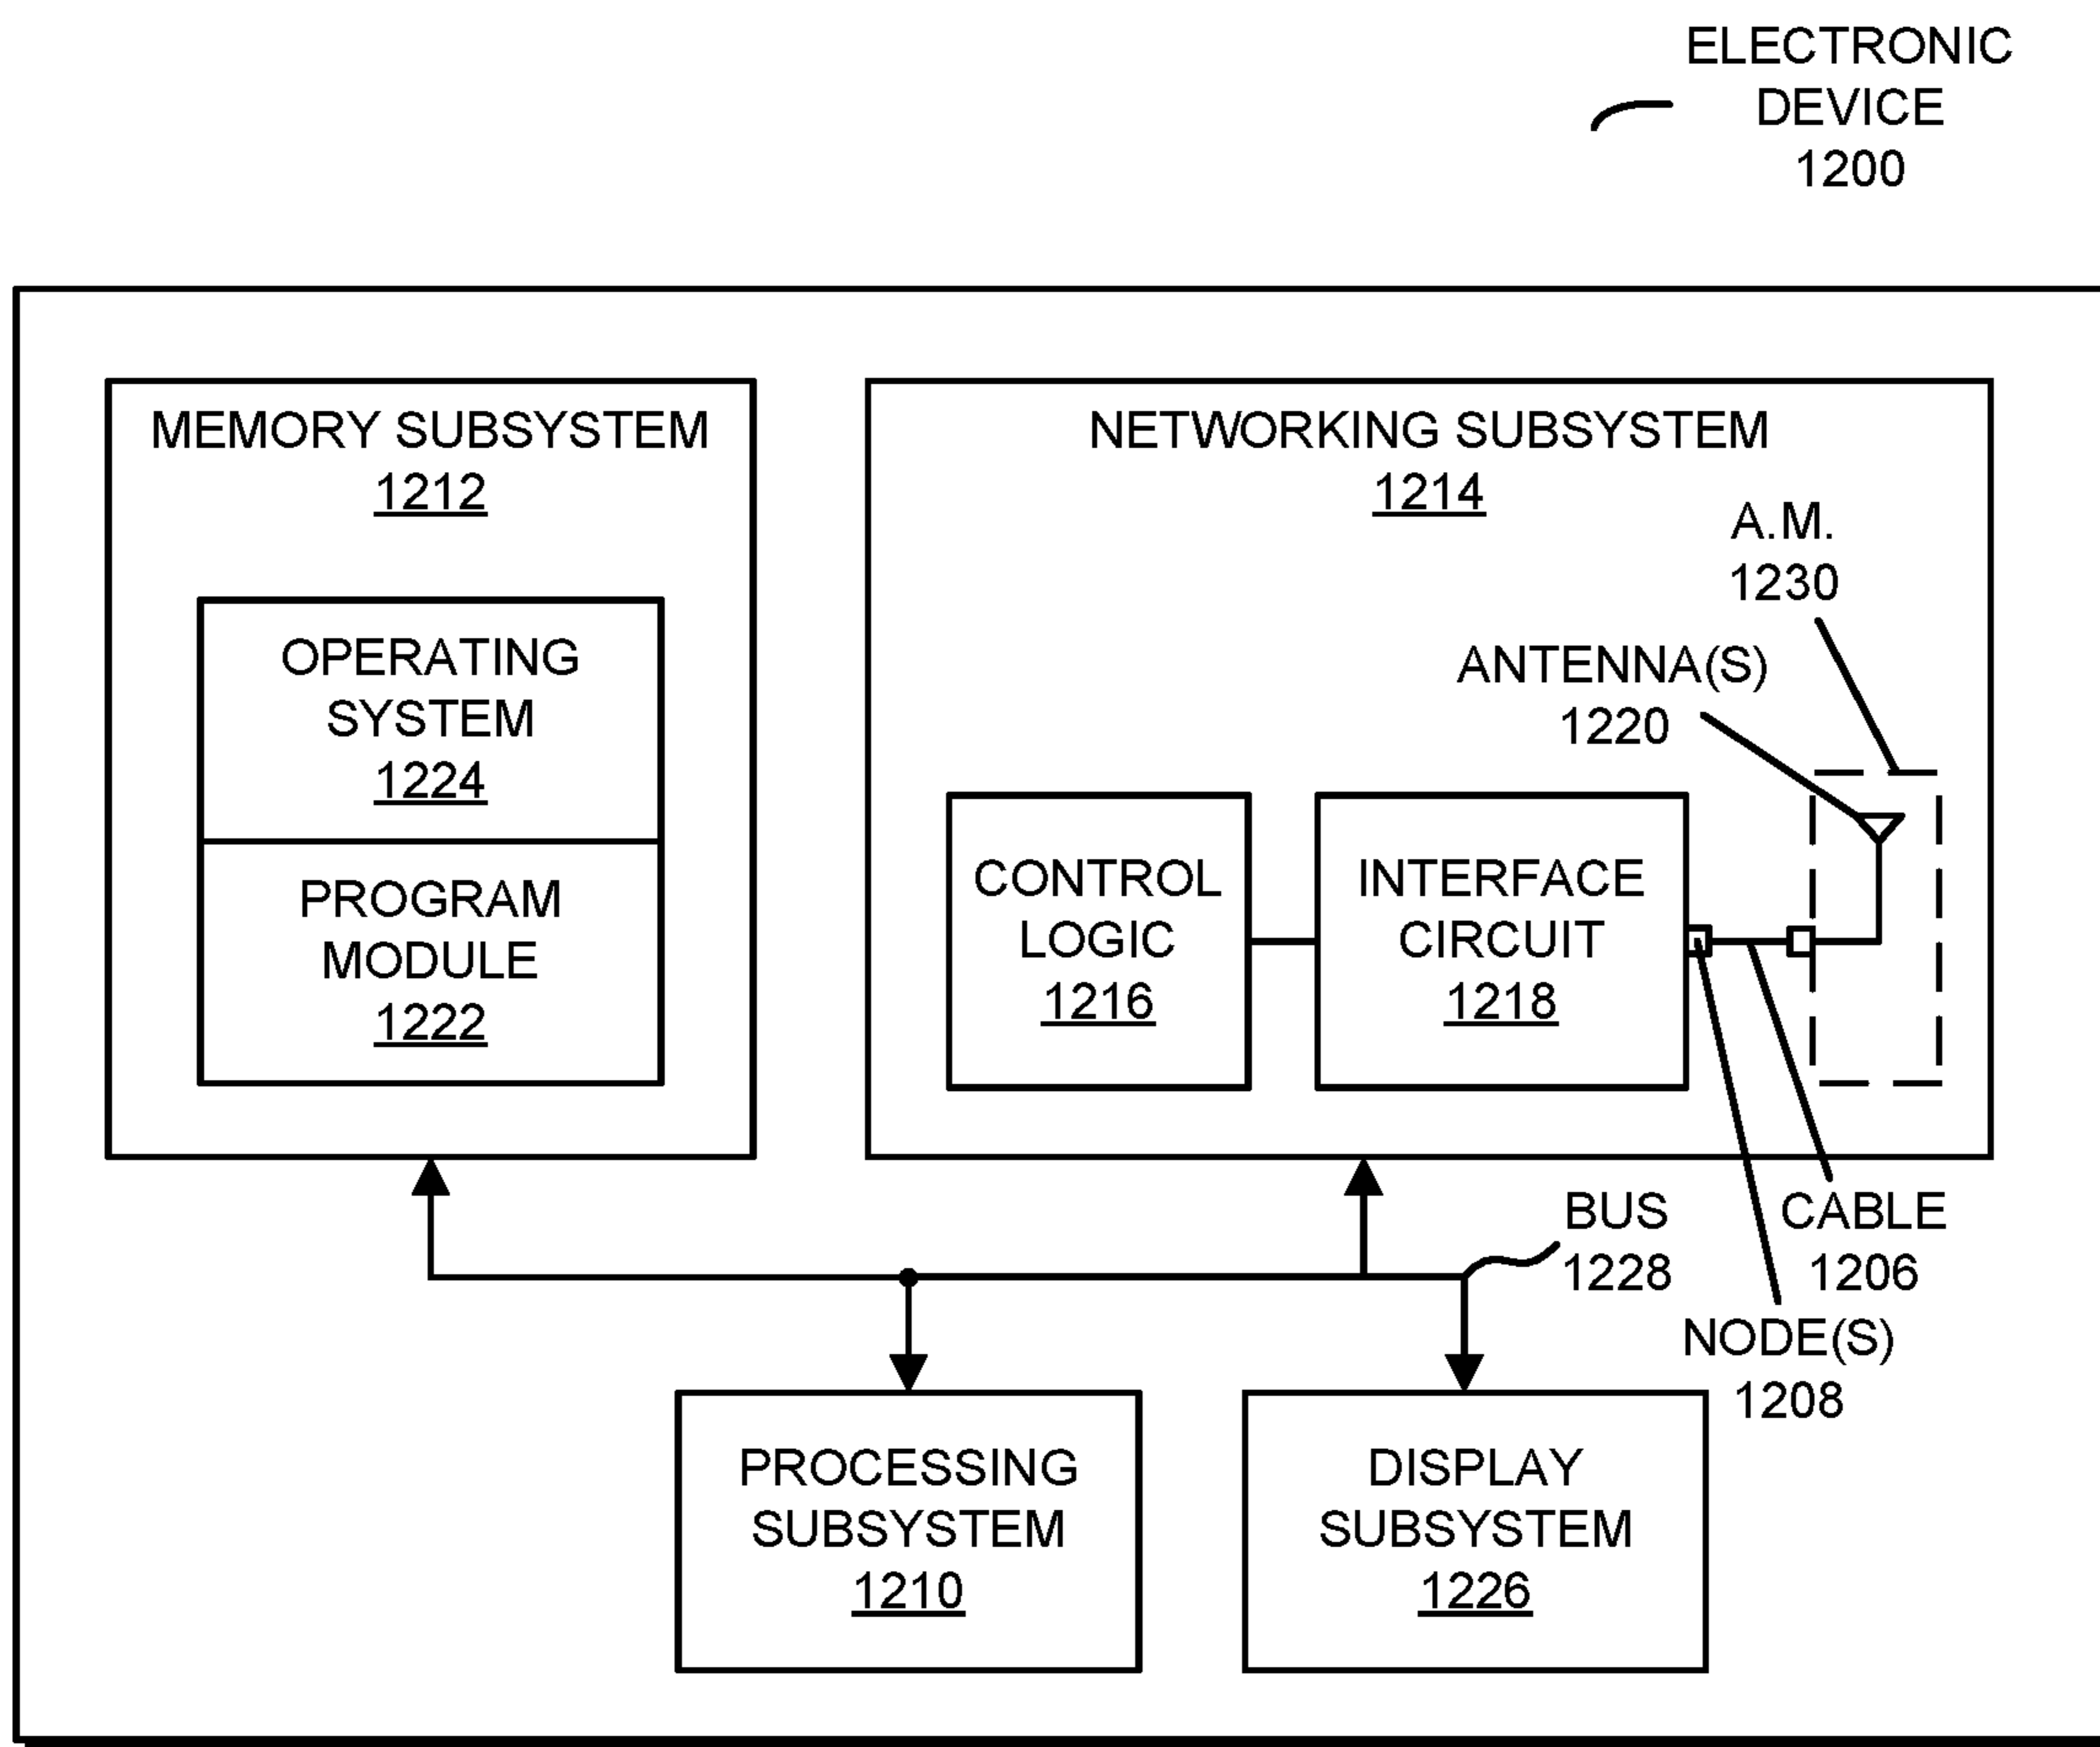 ELECTRONIC
DEVICE
1200
MEMORY SUBSYSTEM
1212
OPERATING
SYSTEM
1224
PROGRAM
MODULE
1222
NETWORKING SUBSYSTEM
1214
A.M.
1230
ANTENNA(S)
1220
CONTROL
LOGIC
1216
INTERFACE
CIRCUIT
1218
BUS
1228
CABLE
1206
NODE(S)
1208
PROCESSING
SUBSYSTEM
1210
DISPLAY
SUBSYSTEM
1226